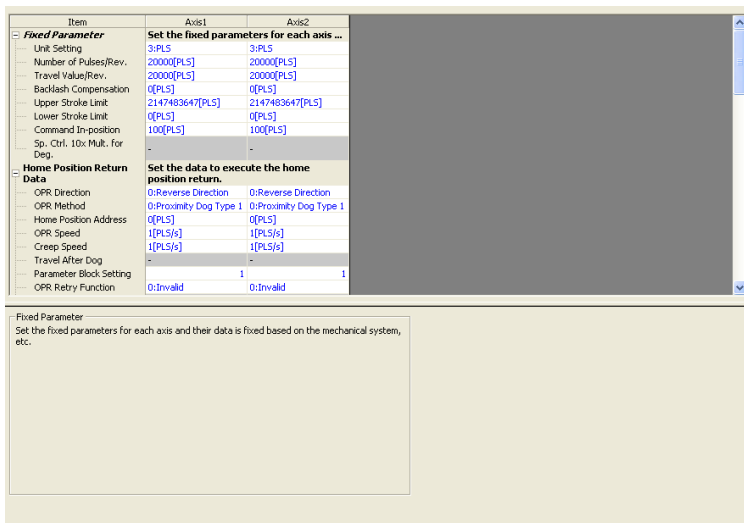 Item Axis1 Axis2
Fixed Parameter Set the fixed parameters for each axis ...
Unit Setting 3:PLS 3:PLS
Number of Pulses/Rev. 20000[PLS] 20000[PLS]
Travel Value/Rev. 20000[PLS] 20000[PLS]
Backlash Compensation 0[PLS] 0[PLS]
Upper Stroke Limit 2147483647[PLS] 2147483647[PLS]
Lower Stroke Limit 0[PLS] 0[PLS]
Command In-position 100[PLS] 100[PLS]
Sp. Ctrl. 10x Mult. for
Deg. - -
Home Position Return
Data
Set the data to execute the home
position return.
OPR Direction 0:Reverse Direction 0:Reverse Direction
OPR Method 0:Proximity Dog Type 1 0:Proximity Dog Type 1
Home Position Address 0[PLS] 0[PLS]
OPR Speed 1[PLS/s] 1[PLS/s]
Creep Speed 1[PLS/s] 1[PLS/s]
Travel After Dog - -
Parameter Block Setting 1 1
OPR Retry Function 0:Invalid 0:Invalid
Fixed Parameter
Set the fixed parameters for each axis and their data is fixed based on the mechanical system,
etc.